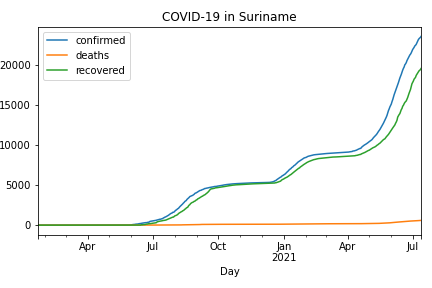 COVID-19 in Suriname
confirmed
deaths
recovered
20000
15000
10000
5000
0
Apr Jul Oct Jan Apr Jul
2021
Day